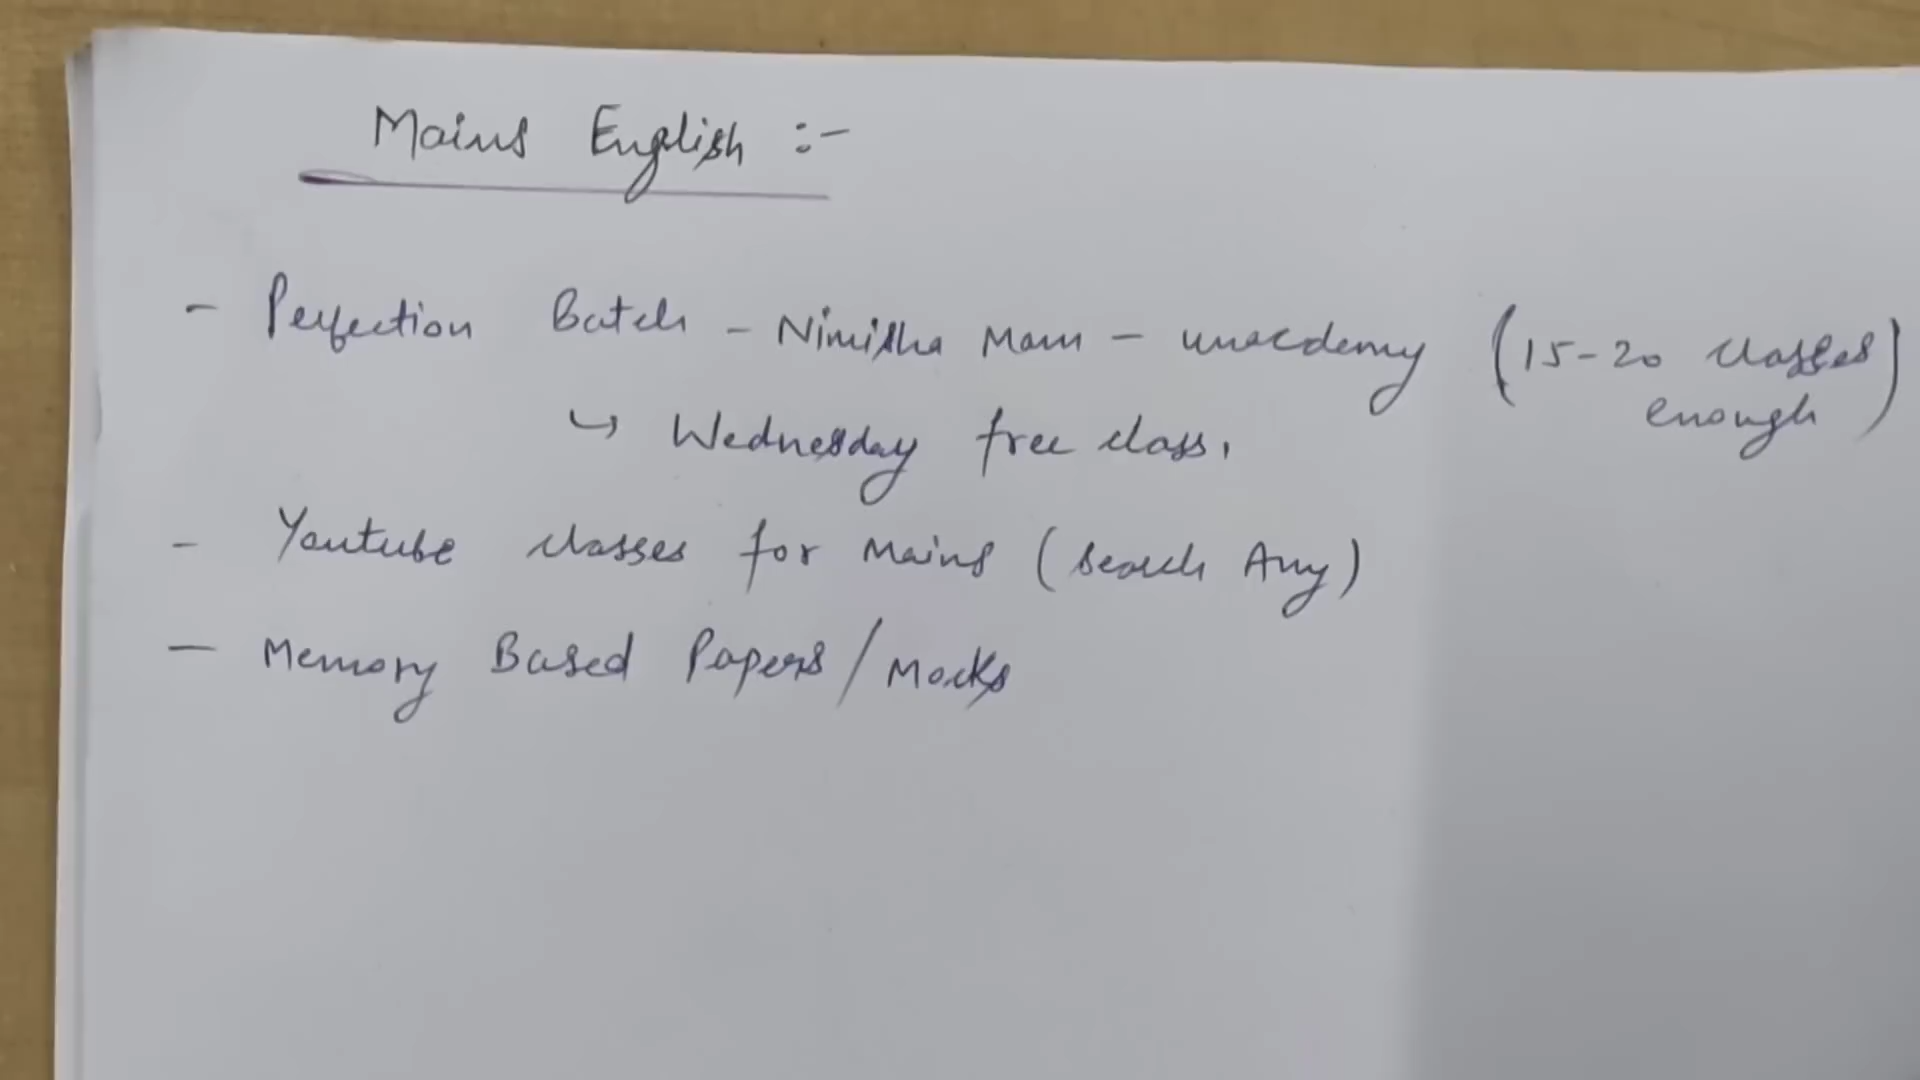 Mains English :-
- Perfection Batch - Nimisha Mam - unacdemy (15-20 classes enough)
↳ Wednesday free class.
- Youtube classes for Mains (Search Any)
- Memory Based Papers / Mocks